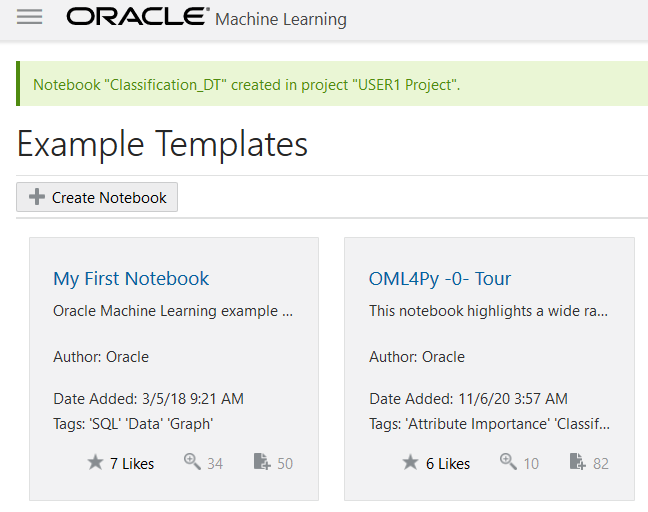 ORACLE® Machine Learning
Notebook "Classification_DT" created in project "USER1 Project".
Example Templates
Create Notebook
My First Notebook
Oracle Machine Learning example ...
Author: Oracle
Date Added: 3/5/18 9:21 AM
Tags: 'SQL' 'Data' 'Graph'
7 Likes 34 50
OML4Py -0- Tour
This notebook highlights a wide ra...
Author: Oracle
Date Added: 11/6/20 3:57 AM
Tags: 'Attribute Importance' 'Classif...
6 Likes 10 82